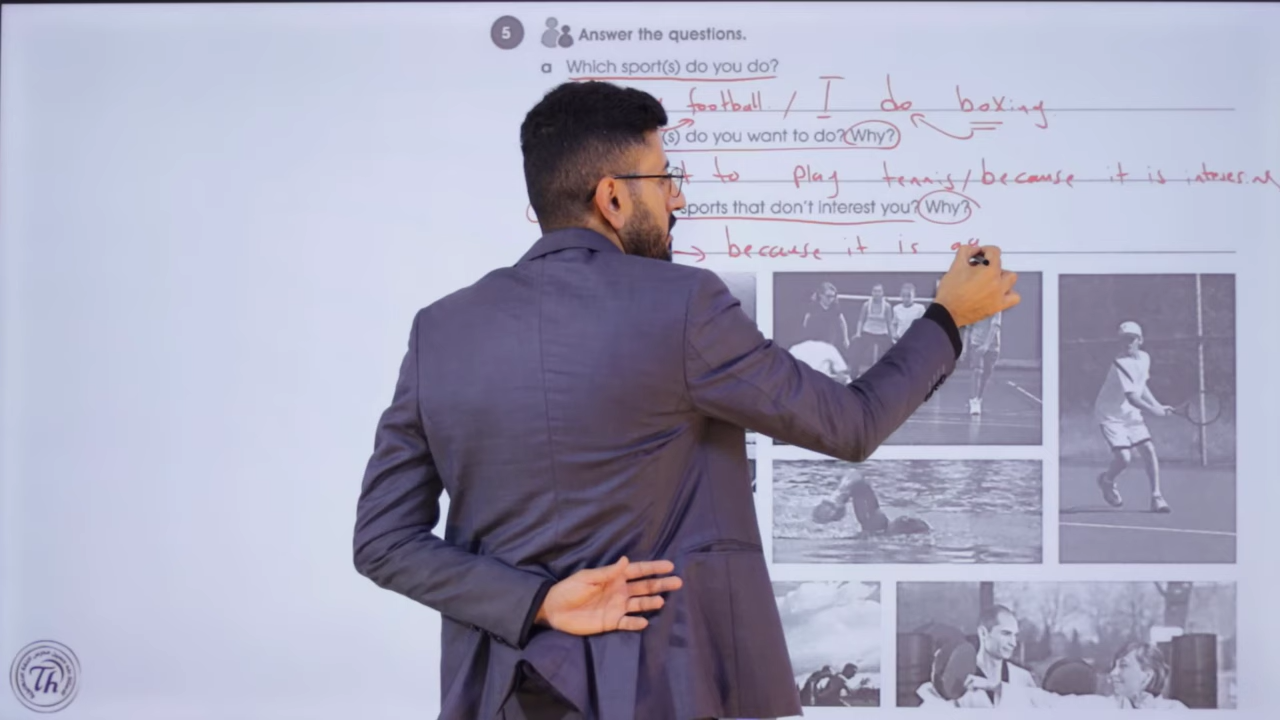 5 Answer the questions.
a Which sport(s) do you do?
football / I do boxing
(s) do you want to do? Why?
to play tennis / because it is
sports that don't interest you? Why?
→ because it is
Th